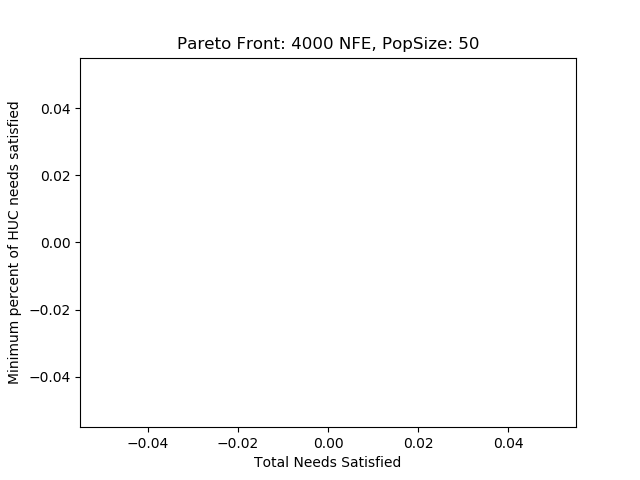 Pareto Front: 4000 NFE, PopSize: 50
Minimum percent of HUC needs satisfied
0.04
0.02
0.00
−0.02
−0.04
−0.04 −0.02 0.00 0.02 0.04
Total Needs Satisfied